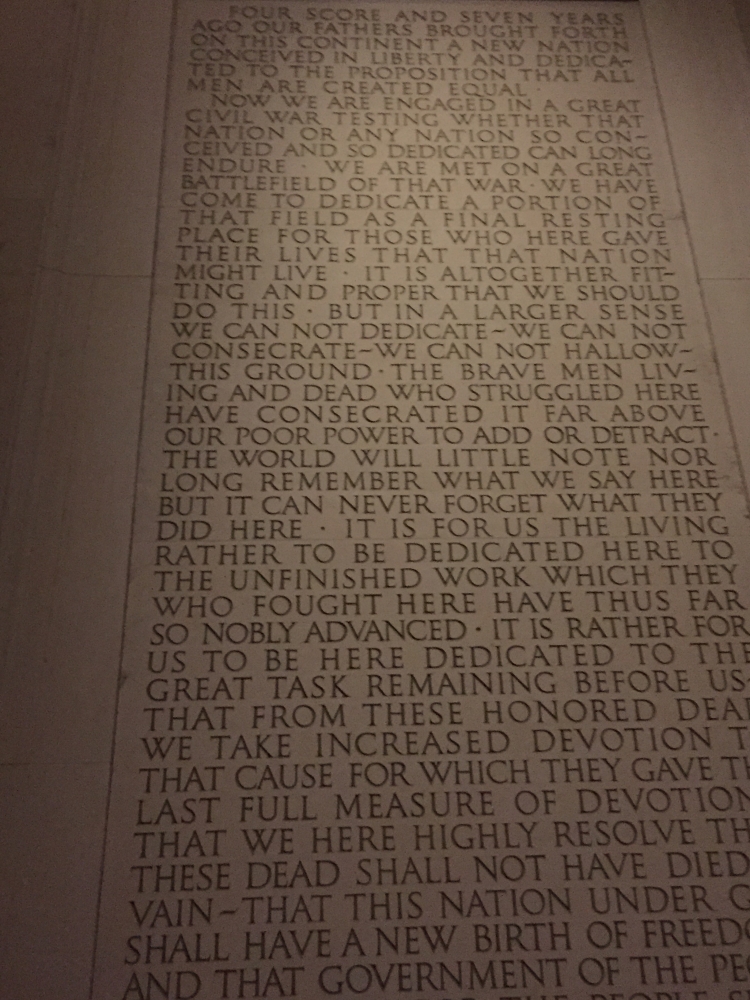 FOUR SCORE AND SEVEN YEARS
AGO OUR FATHERS BROUGHT FORTH
ON THIS CONTINENT A NEW NATION
CONCEIVED IN LIBERTY AND DEDICA~
TED TO THE PROPOSITION THAT ALL
MEN ARE CREATED EQUAL ·
NOW WE ARE ENGAGED IN A GREAT
CIVIL WAR TESTING WHETHER THAT
NATION OR ANY NATION SO CON~
CEIVED AND SO DEDICATED CAN LONG
ENDURE · WE ARE MET ON A GREAT
BATTLEFIELD OF THAT WAR · WE HAVE
COME TO DEDICATE A PORTION OF
THAT FIELD AS A FINAL RESTING
PLACE FOR THOSE WHO HERE GAVE
THEIR LIVES THAT THAT NATION
MIGHT LIVE · IT IS ALTOGETHER FIT~
TING AND PROPER THAT WE SHOULD
DO THIS · BUT IN A LARGER SENSE
WE CAN NOT DEDICATE~WE CAN NOT
CONSECRATE~WE CAN NOT HALLOW~
THIS GROUND · THE BRAVE MEN LIV~
ING AND DEAD WHO STRUGGLED HERE
HAVE CONSECRATED IT FAR ABOVE
OUR POOR POWER TO ADD OR DETRACT ·
THE WORLD WILL LITTLE NOTE NOR
LONG REMEMBER WHAT WE SAY HERE
BUT IT CAN NEVER FORGET WHAT THEY
DID HERE · IT IS FOR US THE LIVING
RATHER TO BE DEDICATED HERE TO
THE UNFINISHED WORK WHICH THEY
WHO FOUGHT HERE HAVE THUS FAR
SO NOBLY ADVANCED · IT IS RATHER FOR
US TO BE HERE DEDICATED TO THE
GREAT TASK REMAINING BEFORE US~
THAT FROM THESE HONORED DEAD
WE TAKE INCREASED DEVOTION T
THAT CAUSE FOR WHICH THEY GAVE TH
LAST FULL MEASURE OF DEVOTION
THAT WE HERE HIGHLY RESOLVE TH
THESE DEAD SHALL NOT HAVE DIED
VAIN~THAT THIS NATION UNDER G
SHALL HAVE A NEW BIRTH OF FREEDO
AND THAT GOVERNMENT OF THE PEO